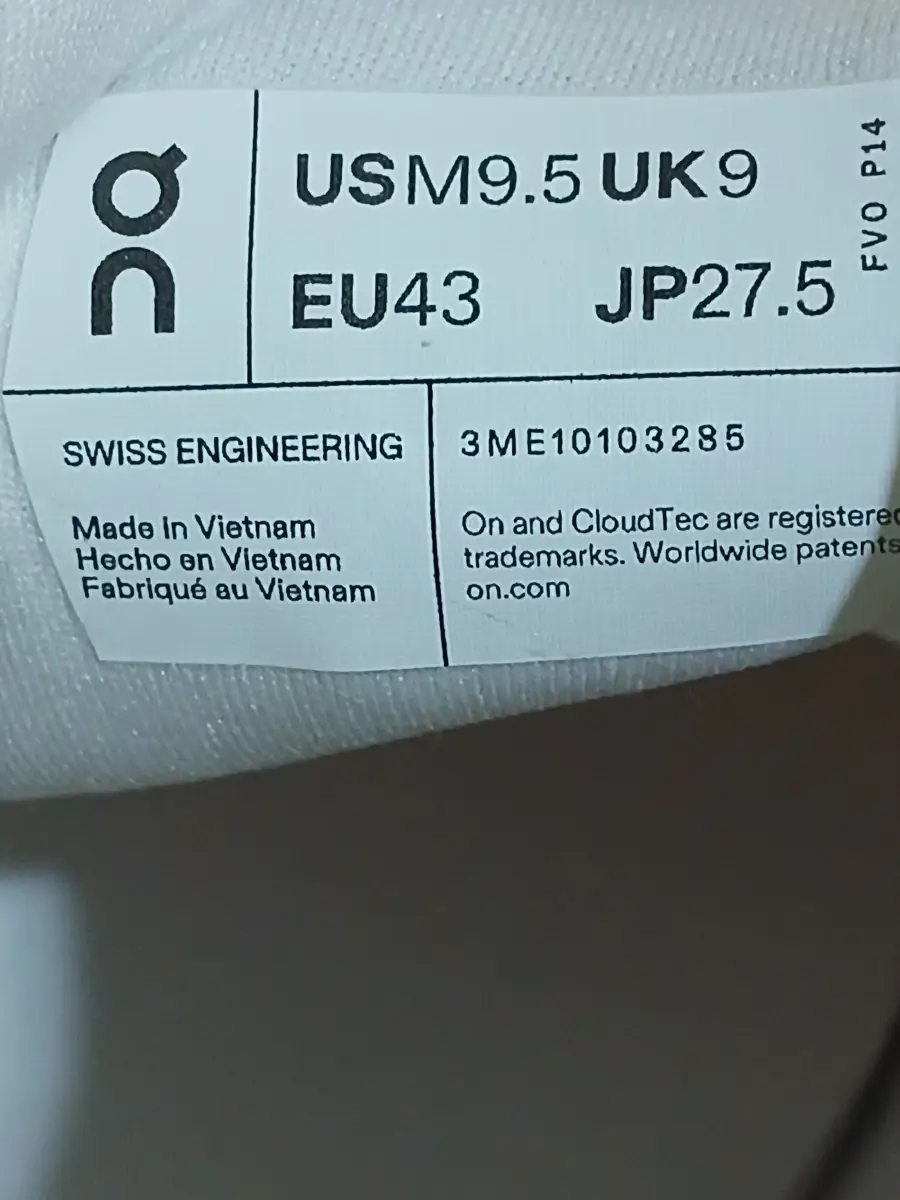 On
USM9.5 UK9
EU43 JP27.5
FVO P14
SWISS ENGINEERING
Made in Vietnam
Hecho en Vietnam
Fabriqué au Vietnam
3ME10103285
On and CloudTec are registered
trademarks. Worldwide patents
on.com